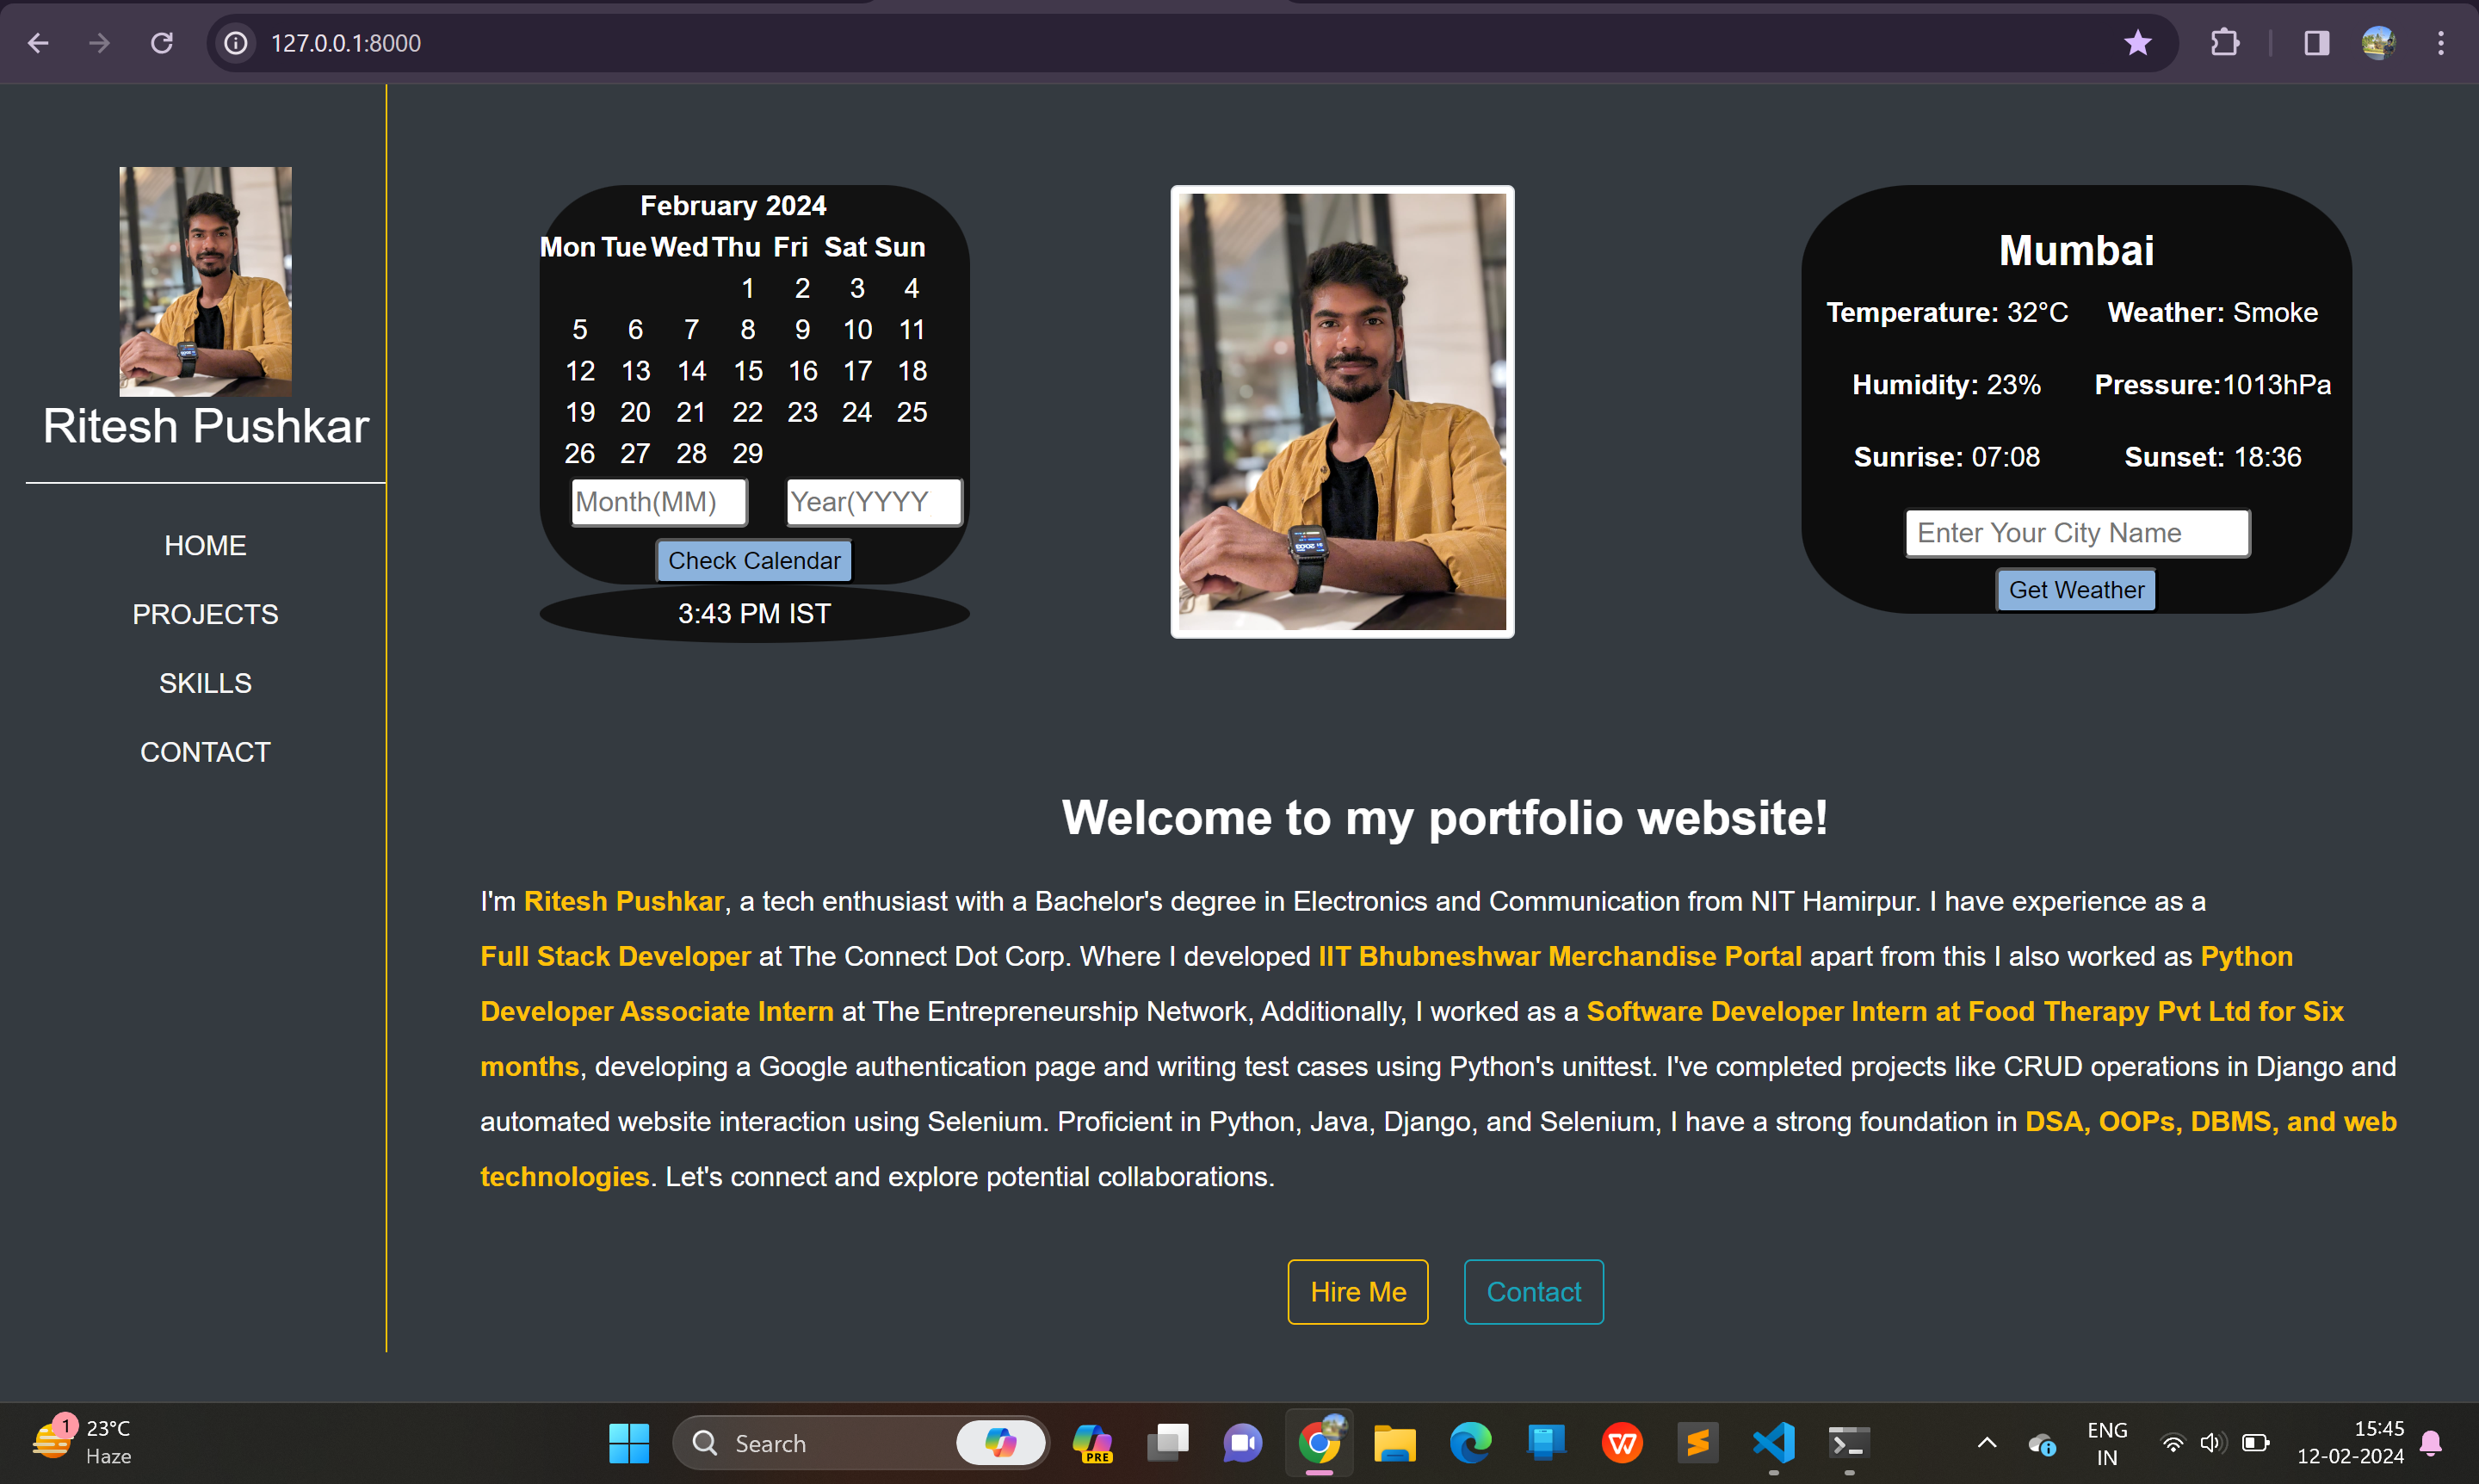 127.0.0.1:8000
Ritesh Pushkar
HOME
PROJECTS
SKILLS
CONTACT
February 2024
Mon Tue Wed Thu Fri Sat Sun
1 2 3 4
5 6 7 8 9 10 11
12 13 14 15 16 17 18
19 20 21 22 23 24 25
26 27 28 29
Month(MM) Year(YYYY
Check Calendar
3:43 PM IST
Mumbai
Temperature: 32°C Weather: Smoke
Humidity: 23% Pressure:1013hPa
Sunrise: 07:08 Sunset: 18:36
Enter Your City Name
Get Weather
Welcome to my portfolio website!
I'm Ritesh Pushkar, a tech enthusiast with a Bachelor's degree in Electronics and Communication from NIT Hamirpur. I have experience as a
Full Stack Developer at The Connect Dot Corp. Where I developed IIT Bhubneshwar Merchandise Portal apart from this I also worked as Python
Developer Associate Intern at The Entrepreneurship Network, Additionally, I worked as a Software Developer Intern at Food Therapy Pvt Ltd for Six
months, developing a Google authentication page and writing test cases using Python's unittest. I've completed projects like CRUD operations in Django and
automated website interaction using Selenium. Proficient in Python, Java, Django, and Selenium, I have a strong foundation in DSA, OOPs, DBMS, and web
technologies. Let's connect and explore potential collaborations.
Hire Me Contact
1
23°C
Haze
Search
PRE
ENG
IN
15:45
12-02-2024